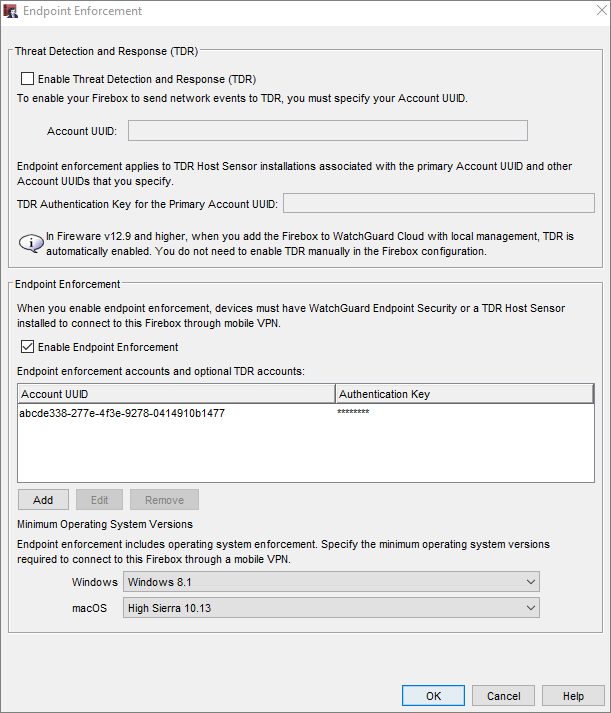 Endpoint Enforcement
Threat Detection and Response (TDR)
Enable Threat Detection and Response (TDR)
To enable your Firebox to send network events to TDR, you must specify your Account UUID.
Account UUID:
Endpoint enforcement applies to TDR Host Sensor installations associated with the primary Account UUID and other
Account UUIDs that you specify.
TDR Authentication Key for the Primary Account UUID:
In Fireware v12.9 and higher, when you add the Firebox to WatchGuard Cloud with local management, TDR is
automatically enabled. You do not need to enable TDR manually in the Firebox configuration.
Endpoint Enforcement
When you enable endpoint enforcement, devices must have WatchGuard Endpoint Security or a TDR Host Sensor
installed to connect to this Firebox through mobile VPN.
Enable Endpoint Enforcement
Endpoint enforcement accounts and optional TDR accounts:
Account UUID Authentication Key
abcde338-277e-4f3e-9278-0414910b1477 ********
Add Edit Remove
Minimum Operating System Versions
Endpoint enforcement includes operating system enforcement. Specify the minimum operating system versions
required to connect to this Firebox through a mobile VPN.
Windows Windows 8.1
macOS High Sierra 10.13
OK Cancel Help